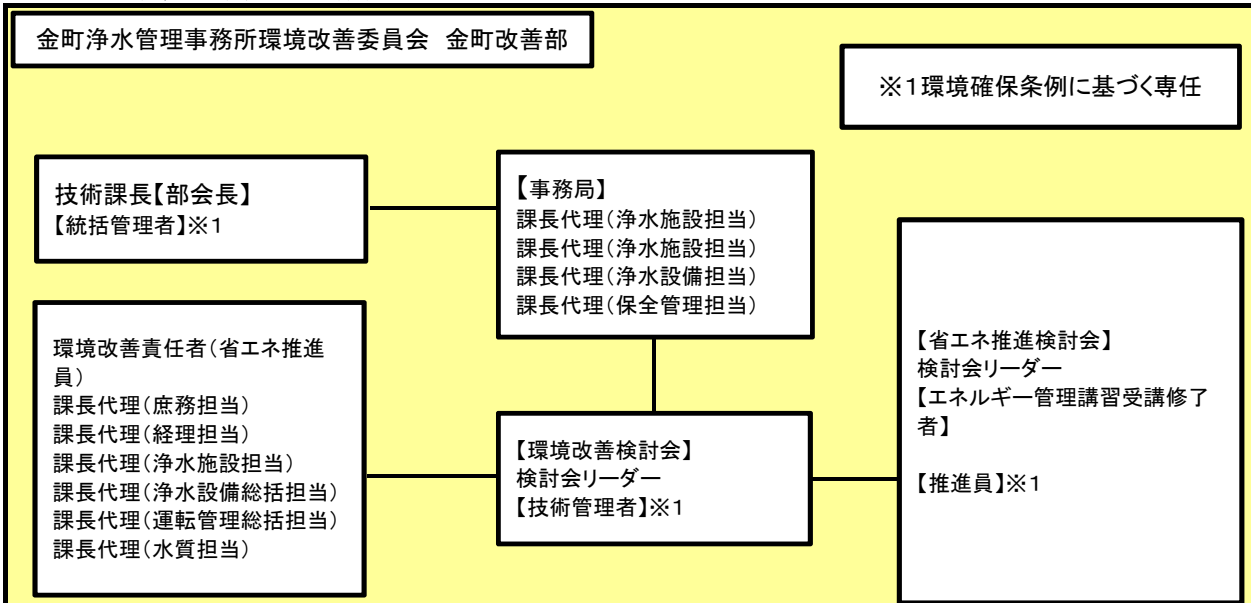 金町浄水管理事務所環境改善委員会　金町改善部
※１環境確保条例に基づく専任
技術課長【部会長】
【統括管理者】※１
【事務局】
課長代理（浄水施設担当）
課長代理（浄水施設担当）
課長代理（浄水設備担当）
課長代理（保全管理担当）
環境改善責任者（省エネ推進
員）
課長代理（庶務担当）
課長代理（経理担当）
課長代理（浄水施設担当）
課長代理（浄水設備総括担当）
課長代理（運転管理総括担当）
課長代理（水質担当）
【環境改善検討会】
検討会リーダー
【技術管理者】※１
【省エネ推進検討会】
検討会リーダー
【エネルギー管理講習受講修了
者】
【推進員】※１